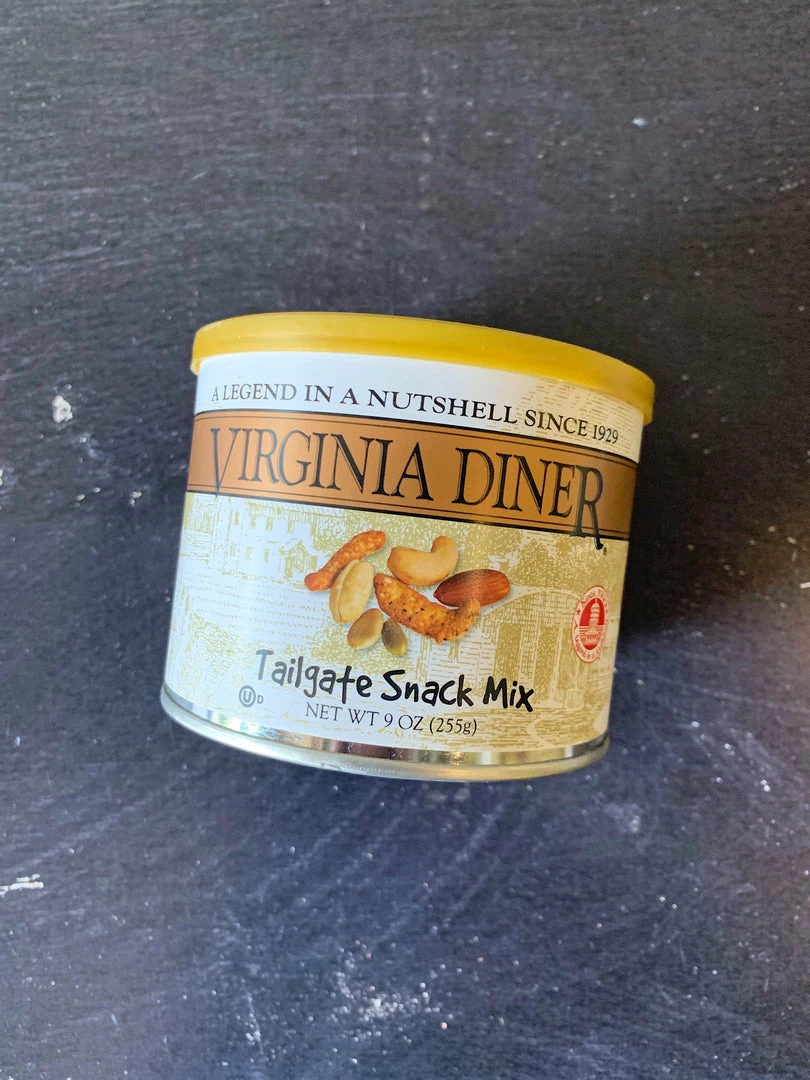 A LEGEND IN A NUTSHELL SINCE 1929
VIRGINIA DINER®
Tailgate Snack Mix
U D
NET WT 9 OZ (255g)